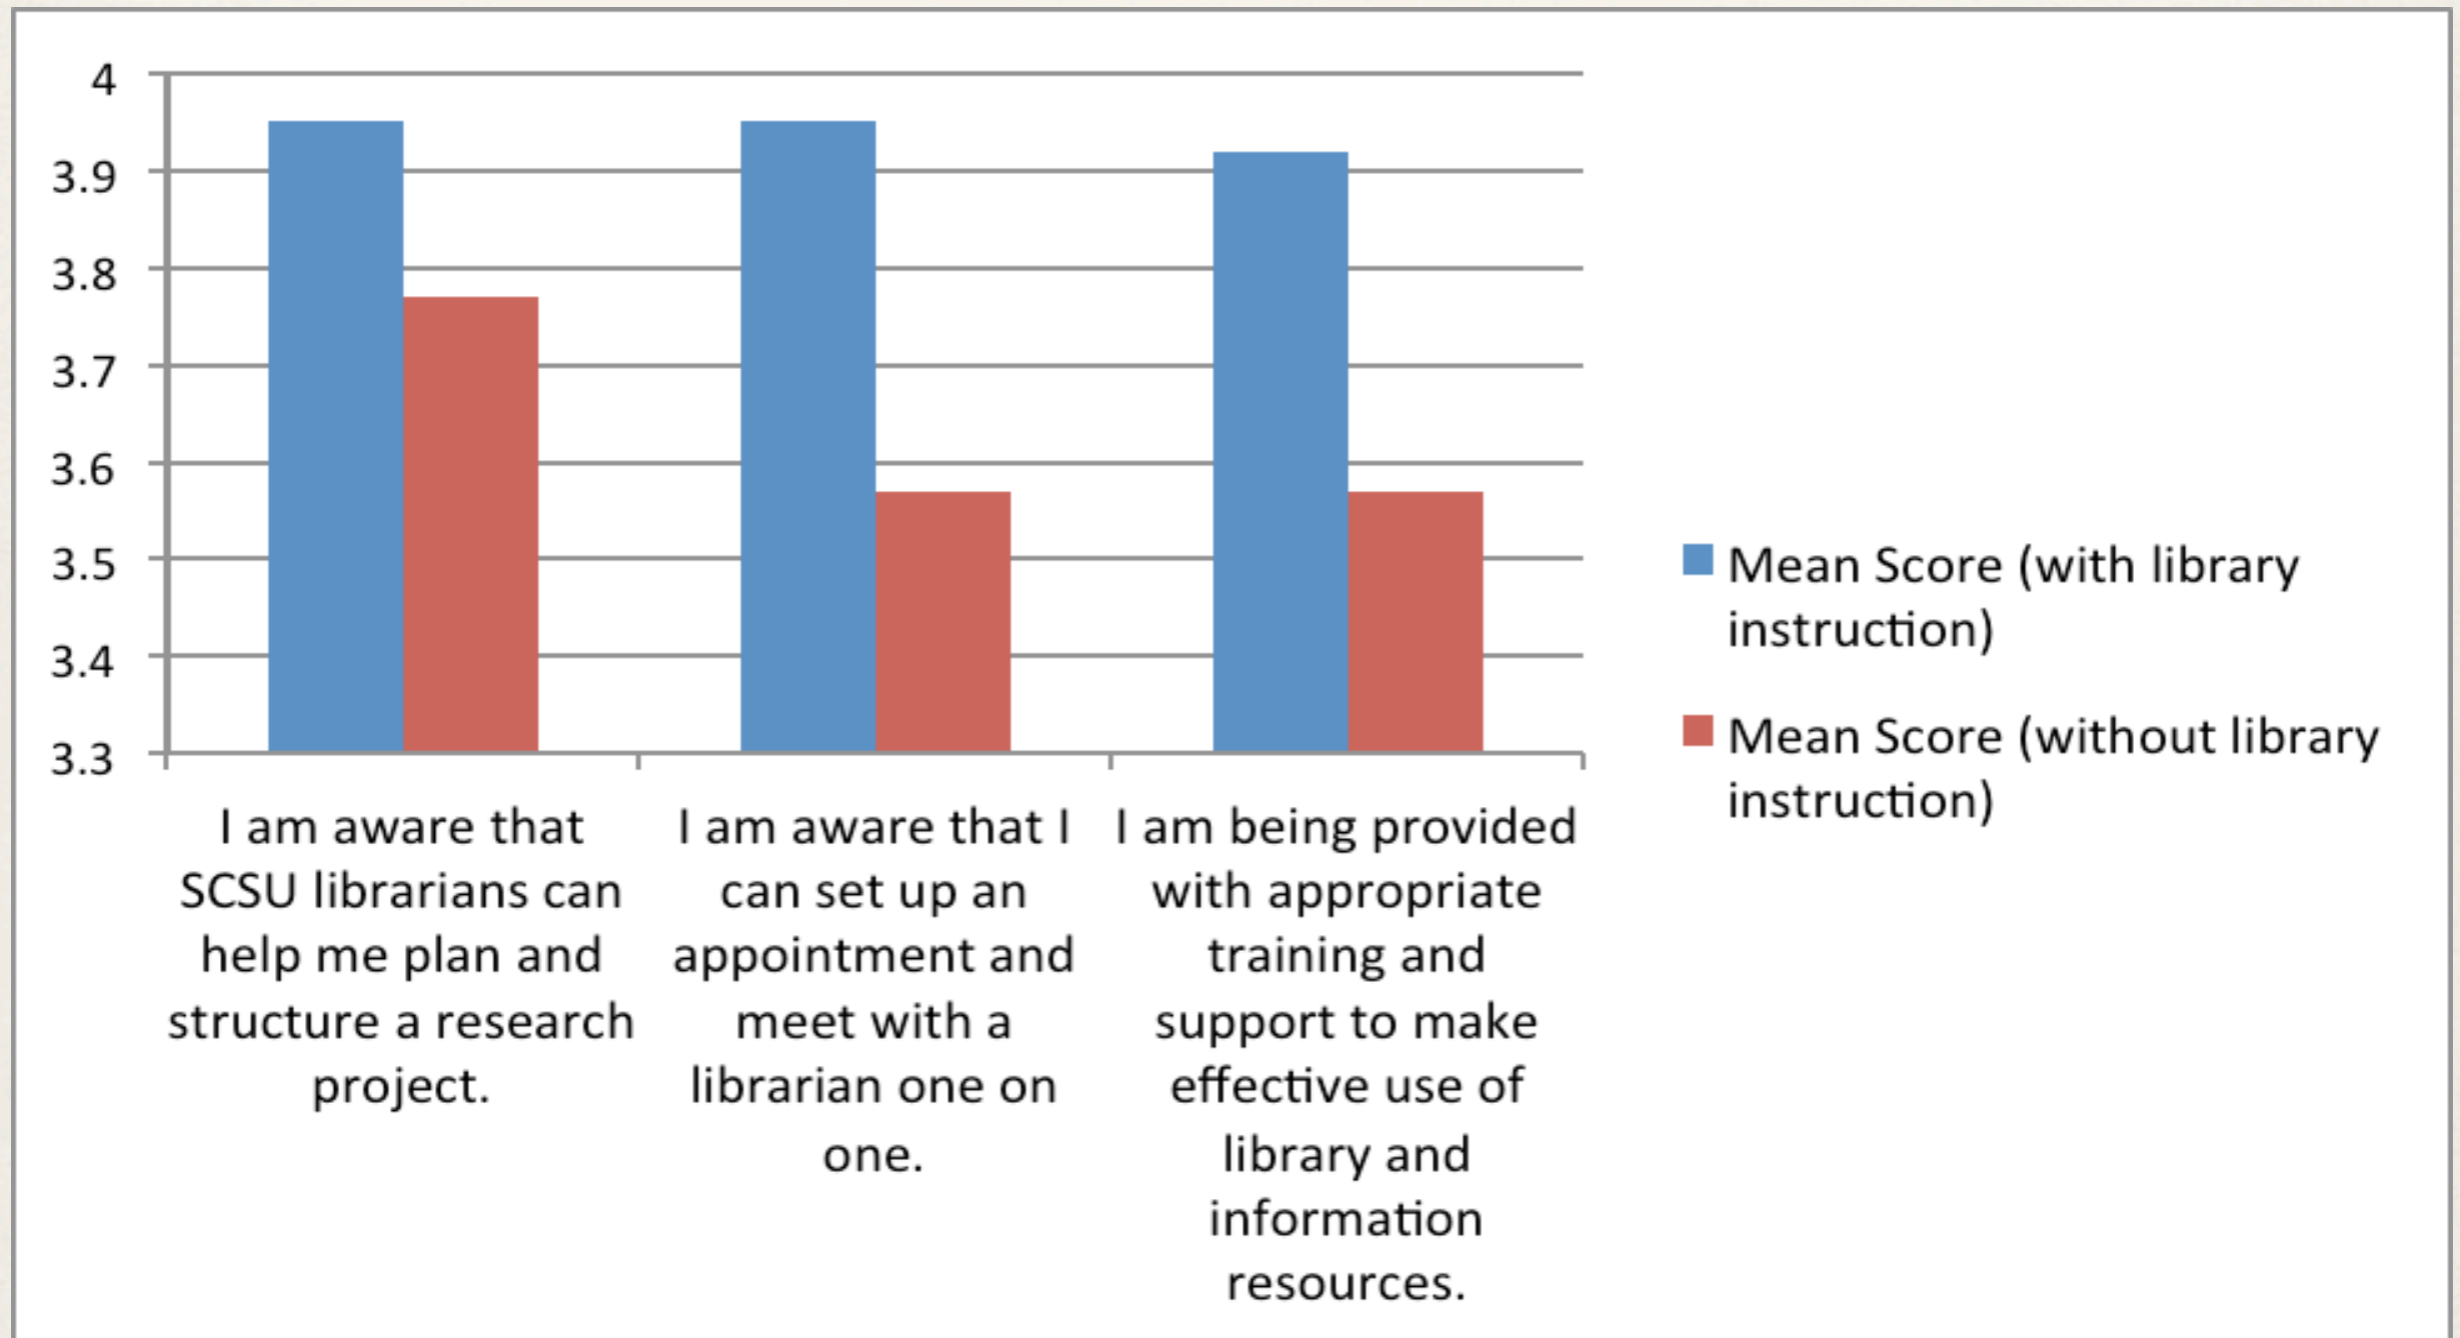 4
3.9
3.8
3.7
3.6
3.5
3.4
3.3
I am aware that
SCSU librarians can
help me plan and
structure a research
project.
I am aware that I
can set up an
appointment and
meet with a
librarian one on
one.
I am being provided
with appropriate
training and
support to make
effective use of
library and
information
resources.
Mean Score (with library
instruction)
Mean Score (without library
instruction)